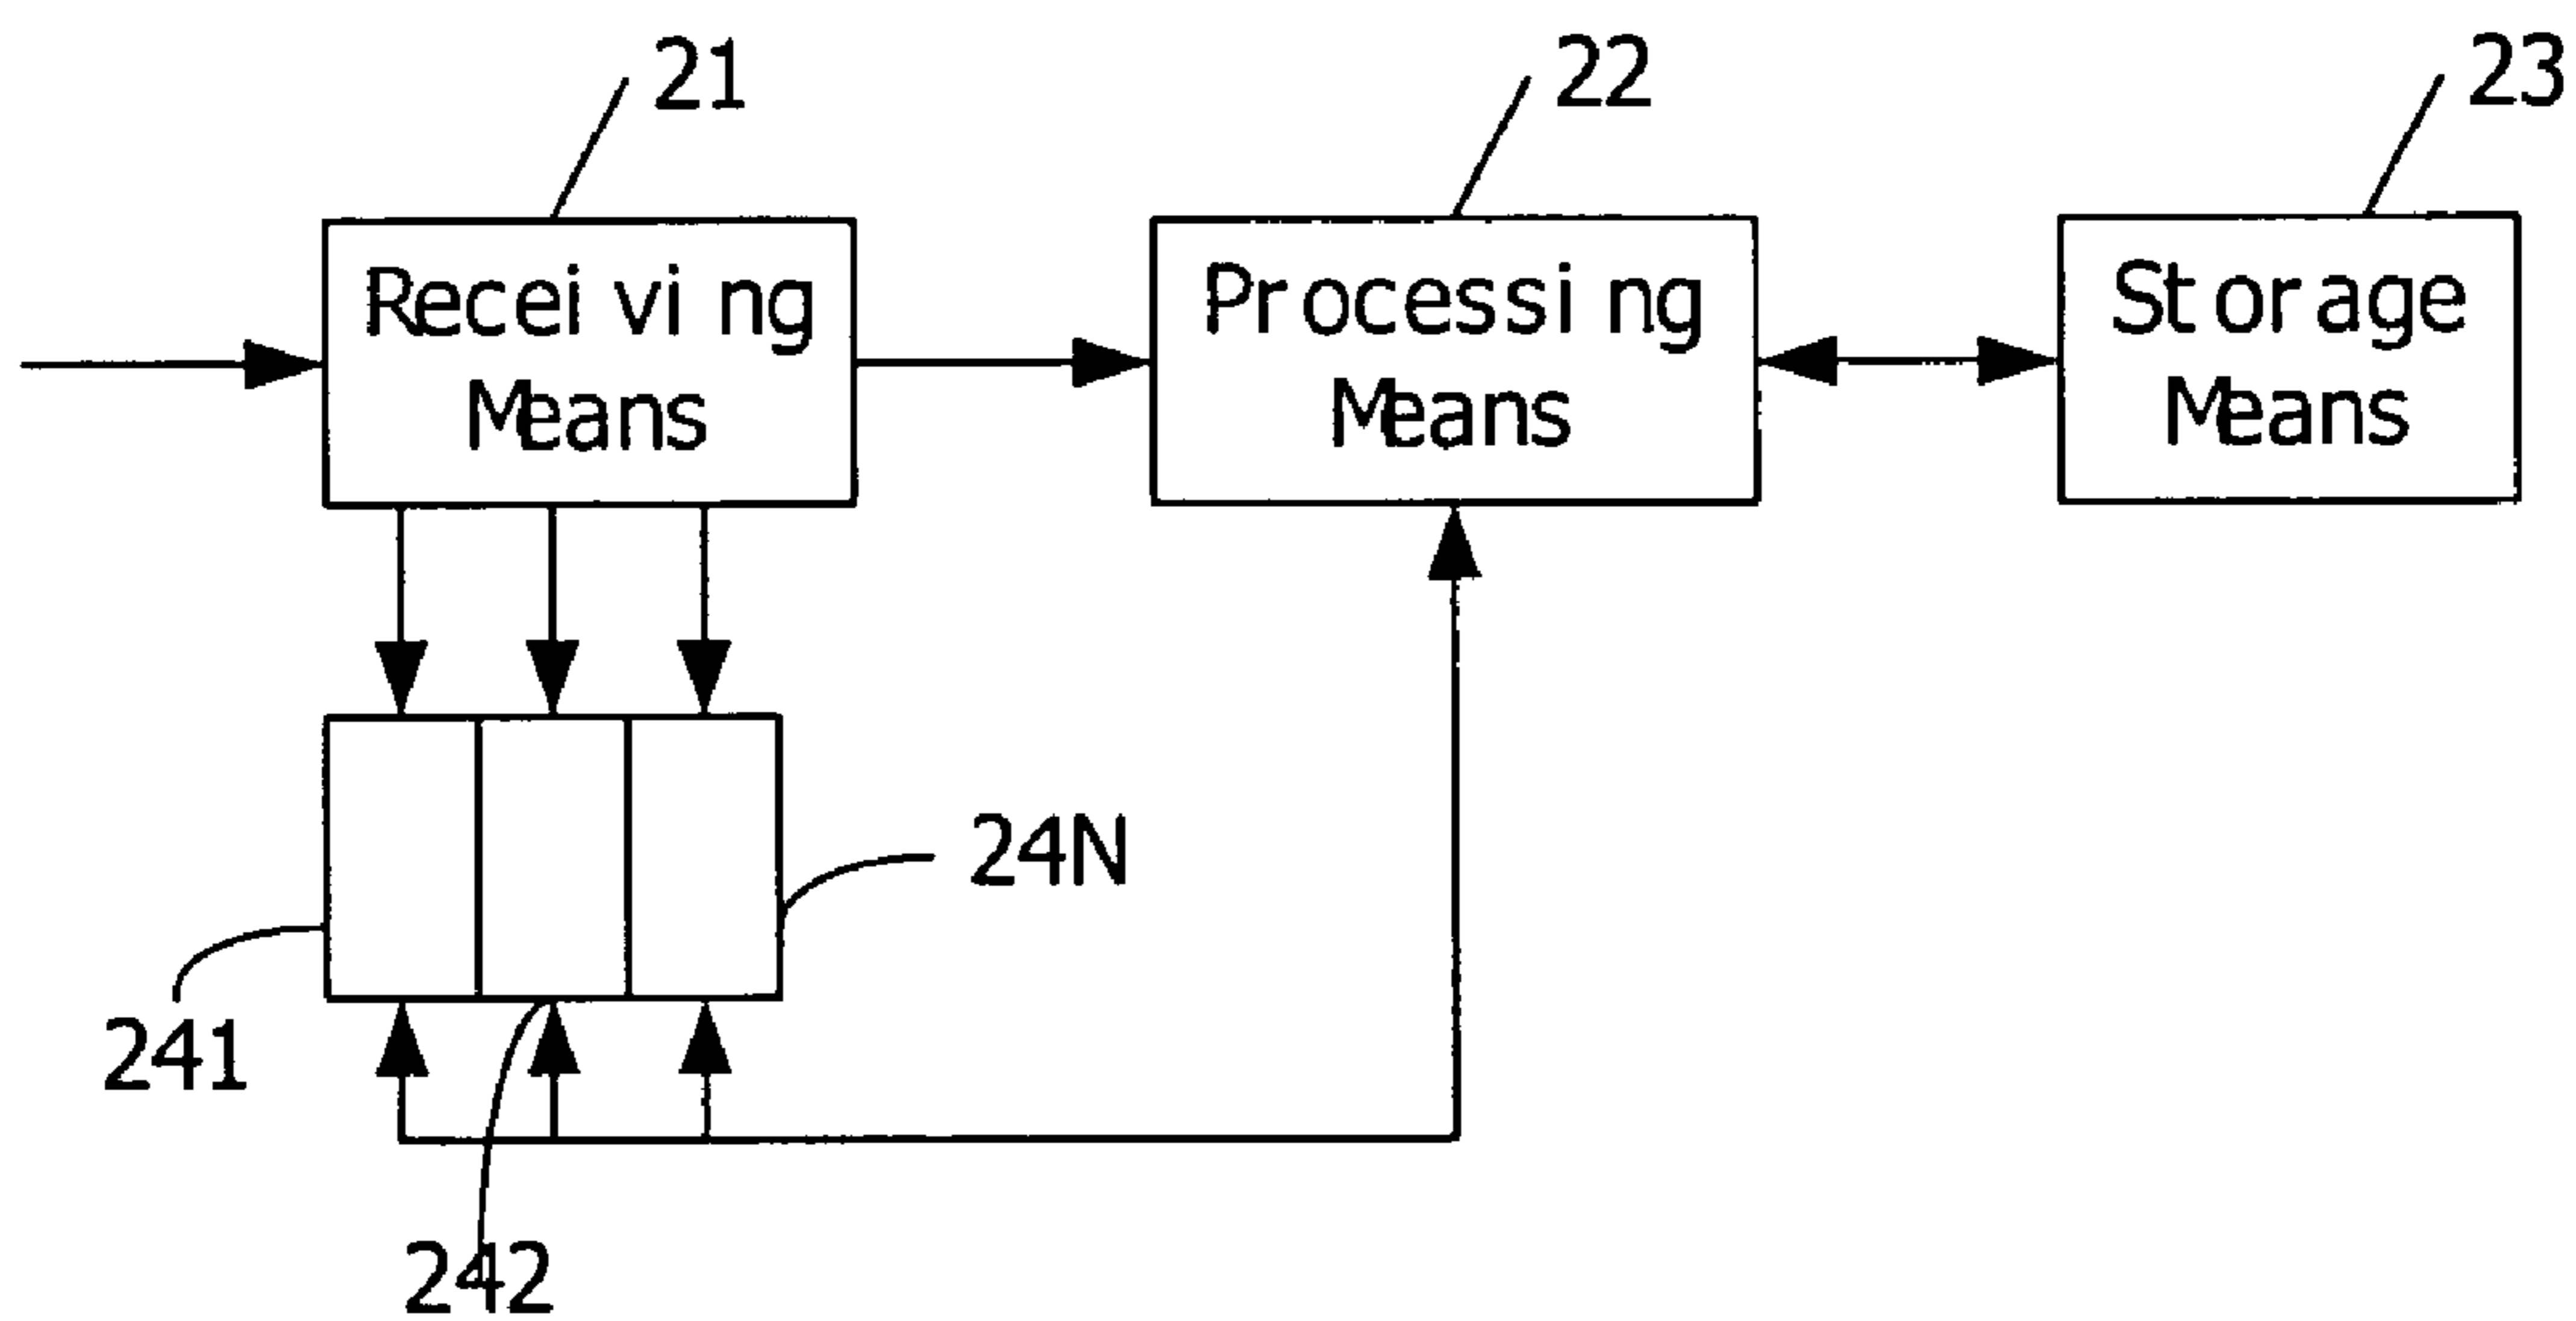 21
22
23
Receiving
Means
Processing
Means
Storage
Means
24N
241
242